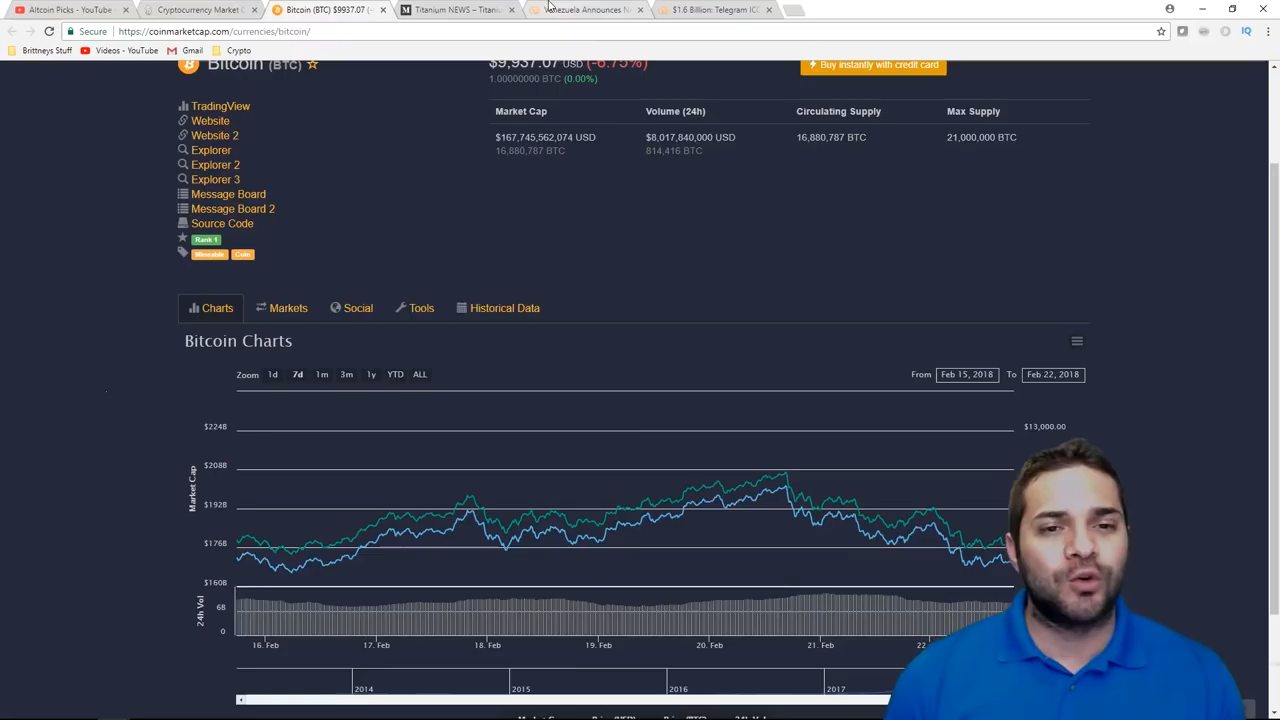 Altcoin Picks - YouTube
Cryptocurrency Market C
Bitcoin (BTC) $9937.07 (
Titanium NEWS – Titaniu
Venezuela Announces Ne
$1.6 Billion: Telegram ICO
Secure
https://coinmarketcap.com/currencies/bitcoin/
Brittneys Stuff
Videos - YouTube
Gmail
Crypto
Bitcoin (BTC)
$9,937.07 USD (-6.75%)
1.00000000 BTC (0.00%)
Buy instantly with credit card
Market Cap
Volume (24h)
Circulating Supply
Max Supply
$167,745,562,074 USD
$8,017,840,000 USD
16,880,787 BTC
21,000,000 BTC
16,880,787 BTC
814,416 BTC
TradingView
Website
Website 2
Explorer
Explorer 2
Explorer 3
Message Board
Message Board 2
Source Code
Rank 1
Mineable
Coin
Charts
Markets
Social
Tools
Historical Data
Bitcoin Charts
Zoom 1d 7d 1m 3m 1y YTD ALL
From Feb 15, 2018 To Feb 22, 2018
$224B
$13,000.00
$208B
$192B
$176B
$160B
Market Cap
6B
0
24h Vol
16. Feb
17. Feb
18. Feb
19. Feb
20. Feb
21. Feb
22
2014
2015
2016
2017